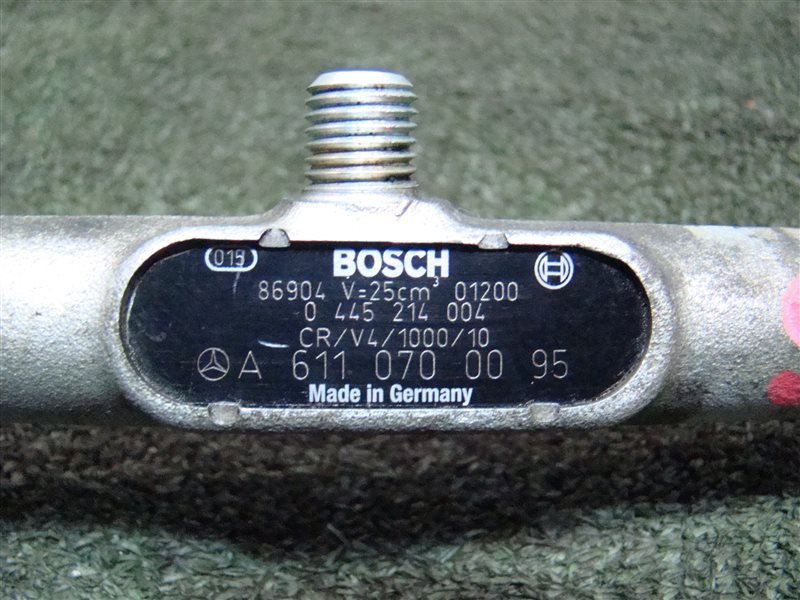 015 BOSCH
86904 V=25cm³ 01200
0 445 214 004
CR/V4/1000/10
A 611 070 00 95
Made in Germany